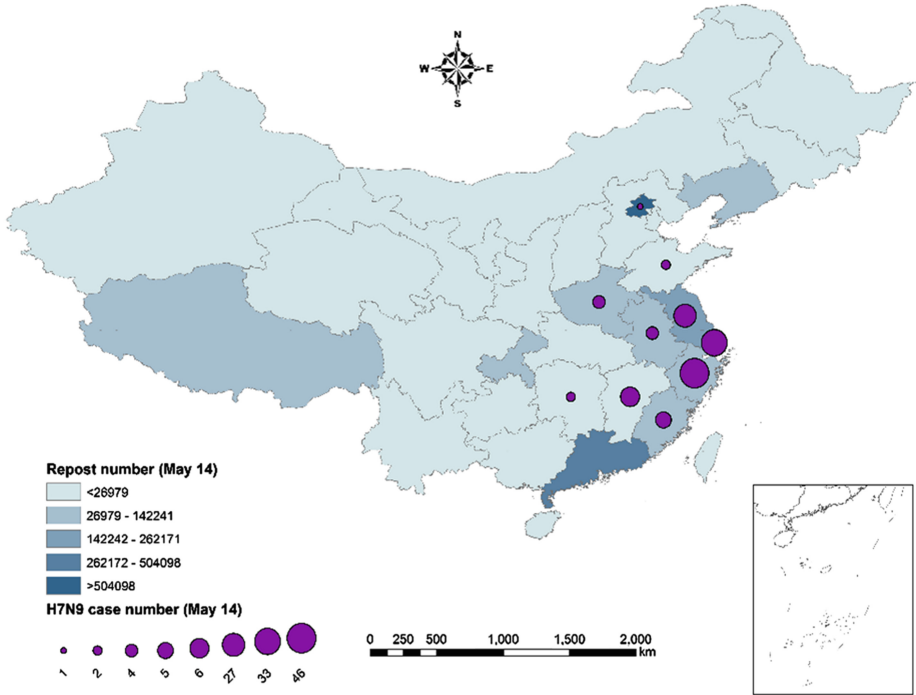 N
W E
S
Repost number (May 14)
<26979
26979 - 142241
142242 - 262171
262172 - 504098
>504098
H7N9 case number (May 14)
1 2 4 5 6 27 33 46
0 250 500 1,000 1,500 2,000
km